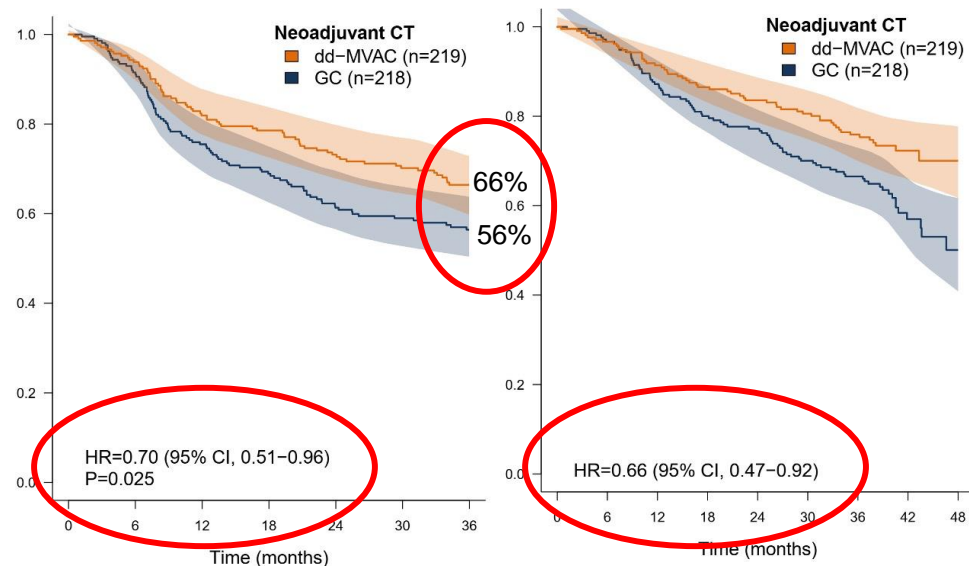 Neoadjuvant CT
dd−MVAC (n=219)
GC (n=218)
1.0
0.8
0.6
0.4
0.2
0.0
66%
56%
HR=0.70 (95% CI, 0.51−0.96)
P=0.025
0 6 12 18 24 30 36
Time (months)
Neoadjuvant CT
dd−MVAC (n=219)
GC (n=218)
1.0
0.8
0.6
0.4
0.2
0.0
HR=0.66 (95% CI, 0.47−0.92)
0 6 12 18 24 30 36 42 48
Time (months)